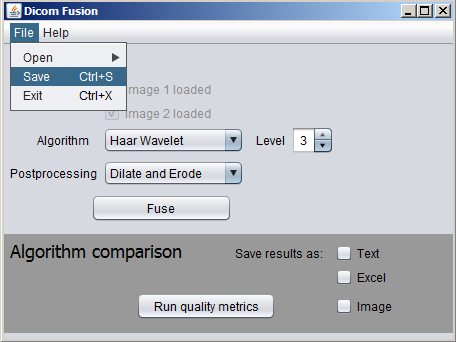 Dicom Fusion
File Help
Open
Save Ctrl+S
Exit Ctrl+X
Image 1 loaded
Image 2 loaded
Algorithm Haar Wavelet Level 3
Postprocessing Dilate and Erode
Fuse
Algorithm comparison Save results as: Text
Excel
Run quality metrics Image